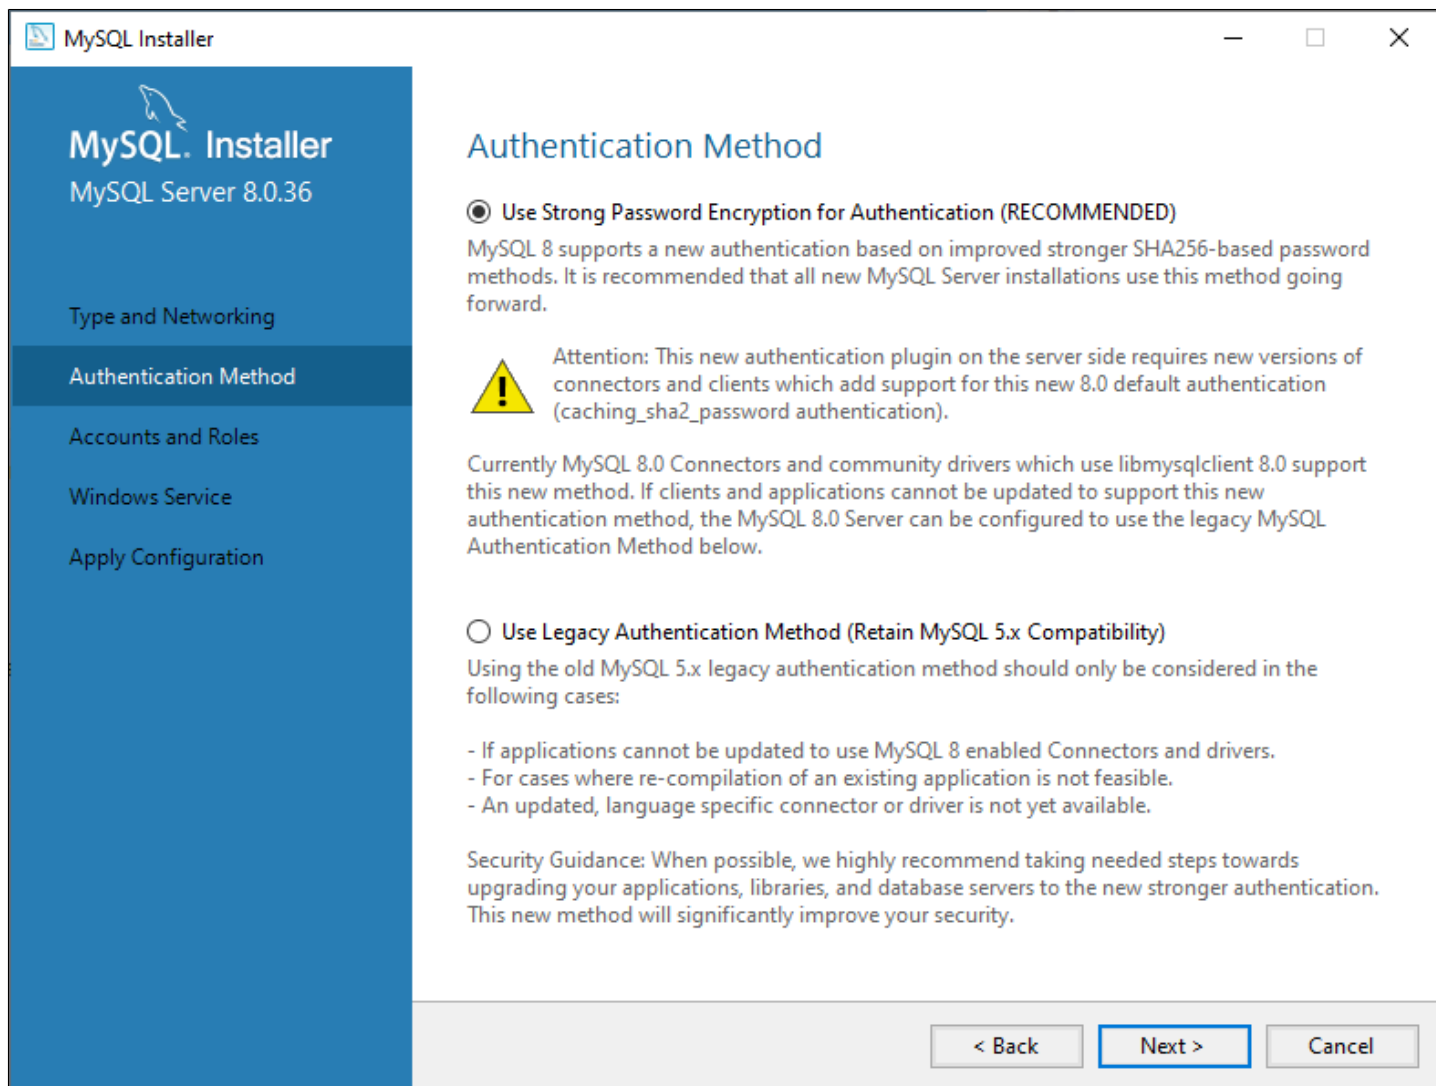 MySQL Installer
MySQL. Installer
MySQL Server 8.0.36
Type and Networking
Authentication Method
Accounts and Roles
Windows Service
Apply Configuration
Authentication Method
Use Strong Password Encryption for Authentication (RECOMMENDED)
MySQL 8 supports a new authentication based on improved stronger SHA256-based password
methods. It is recommended that all new MySQL Server installations use this method going
forward.
Attention: This new authentication plugin on the server side requires new versions of
connectors and clients which add support for this new 8.0 default authentication
(caching_sha2_password authentication).
Currently MySQL 8.0 Connectors and community drivers which use libmysqlclient 8.0 support
this new method. If clients and applications cannot be updated to support this new
authentication method, the MySQL 8.0 Server can be configured to use the legacy MySQL
Authentication Method below.
Use Legacy Authentication Method (Retain MySQL 5.x Compatibility)
Using the old MySQL 5.x legacy authentication method should only be considered in the
following cases:
- If applications cannot be updated to use MySQL 8 enabled Connectors and drivers.
- For cases where re-compilation of an existing application is not feasible.
- An updated, language specific connector or driver is not yet available.
Security Guidance: When possible, we highly recommend taking needed steps towards
upgrading your applications, libraries, and database servers to the new stronger authentication.
This new method will significantly improve your security.
< Back
Next >
Cancel